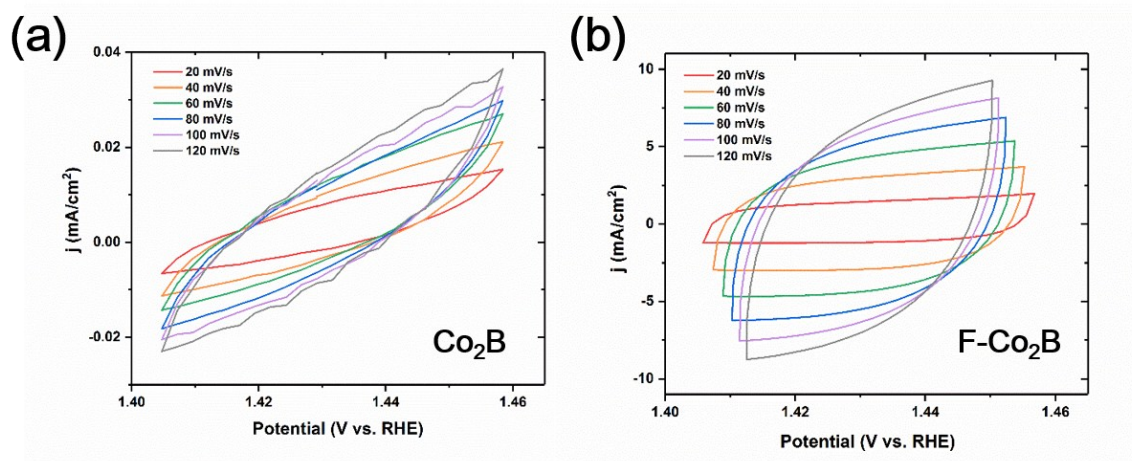 (a)
0.04
0.02
0.00
-0.02
j (mA/cm²)
20 mV/s
40 mV/s
60 mV/s
80 mV/s
100 mV/s
120 mV/s
Co₂B
1.40
1.42
1.44
1.46
Potential (V vs. RHE)
(b)
10
5
0
-5
-10
j (mA/cm²)
20 mV/s
40 mV/s
60 mV/s
80 mV/s
100 mV/s
120 mV/s
F-Co₂B
1.40
1.42
1.44
1.46
Potential (V vs. RHE)